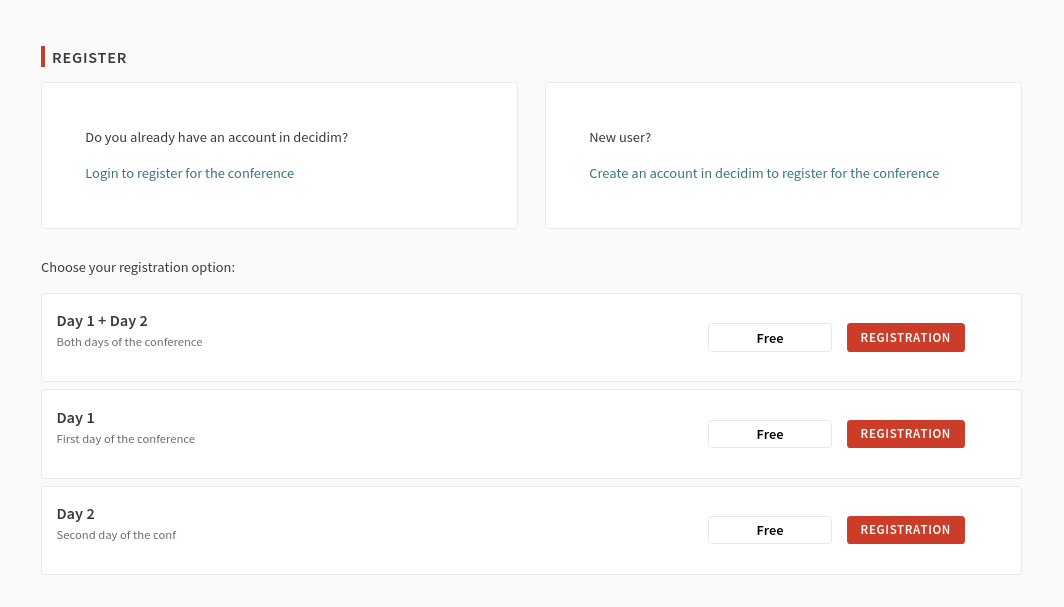 REGISTER
Do you already have an account in decidim?
Login to register for the conference
New user?
Create an account in decidim to register for the conference
Choose your registration option:
Day 1 + Day 2
Both days of the conference
Free
REGISTRATION
Day 1
First day of the conference
Free
REGISTRATION
Day 2
Second day of the conf
Free
REGISTRATION